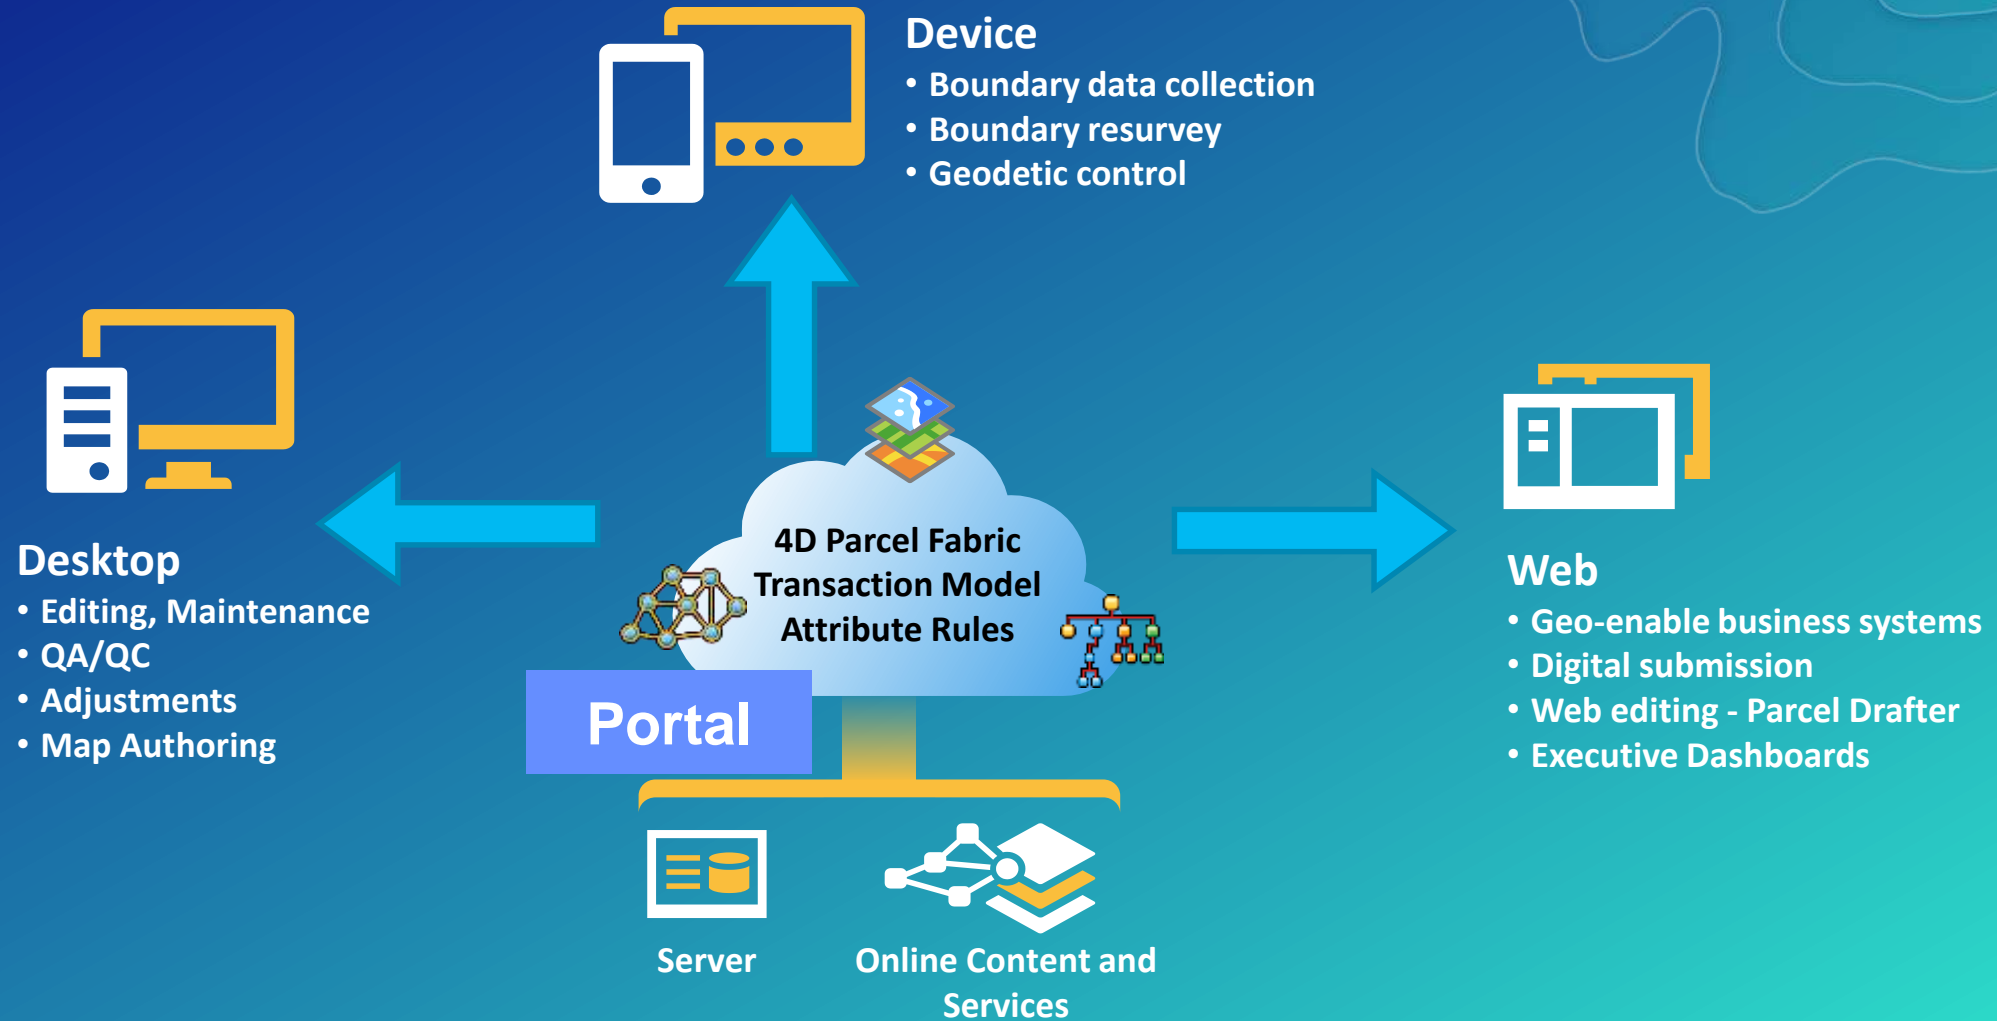 Device
• Boundary data collection
• Boundary resurvey
• Geodetic control
Desktop
• Editing, Maintenance
• QA/QC
• Adjustments
• Map Authoring
4D Parcel Fabric
Transaction Model
Attribute Rules
Portal
Server
Online Content and
Services
Web
• Geo-enable business systems
• Digital submission
• Web editing - Parcel Drafter
• Executive Dashboards